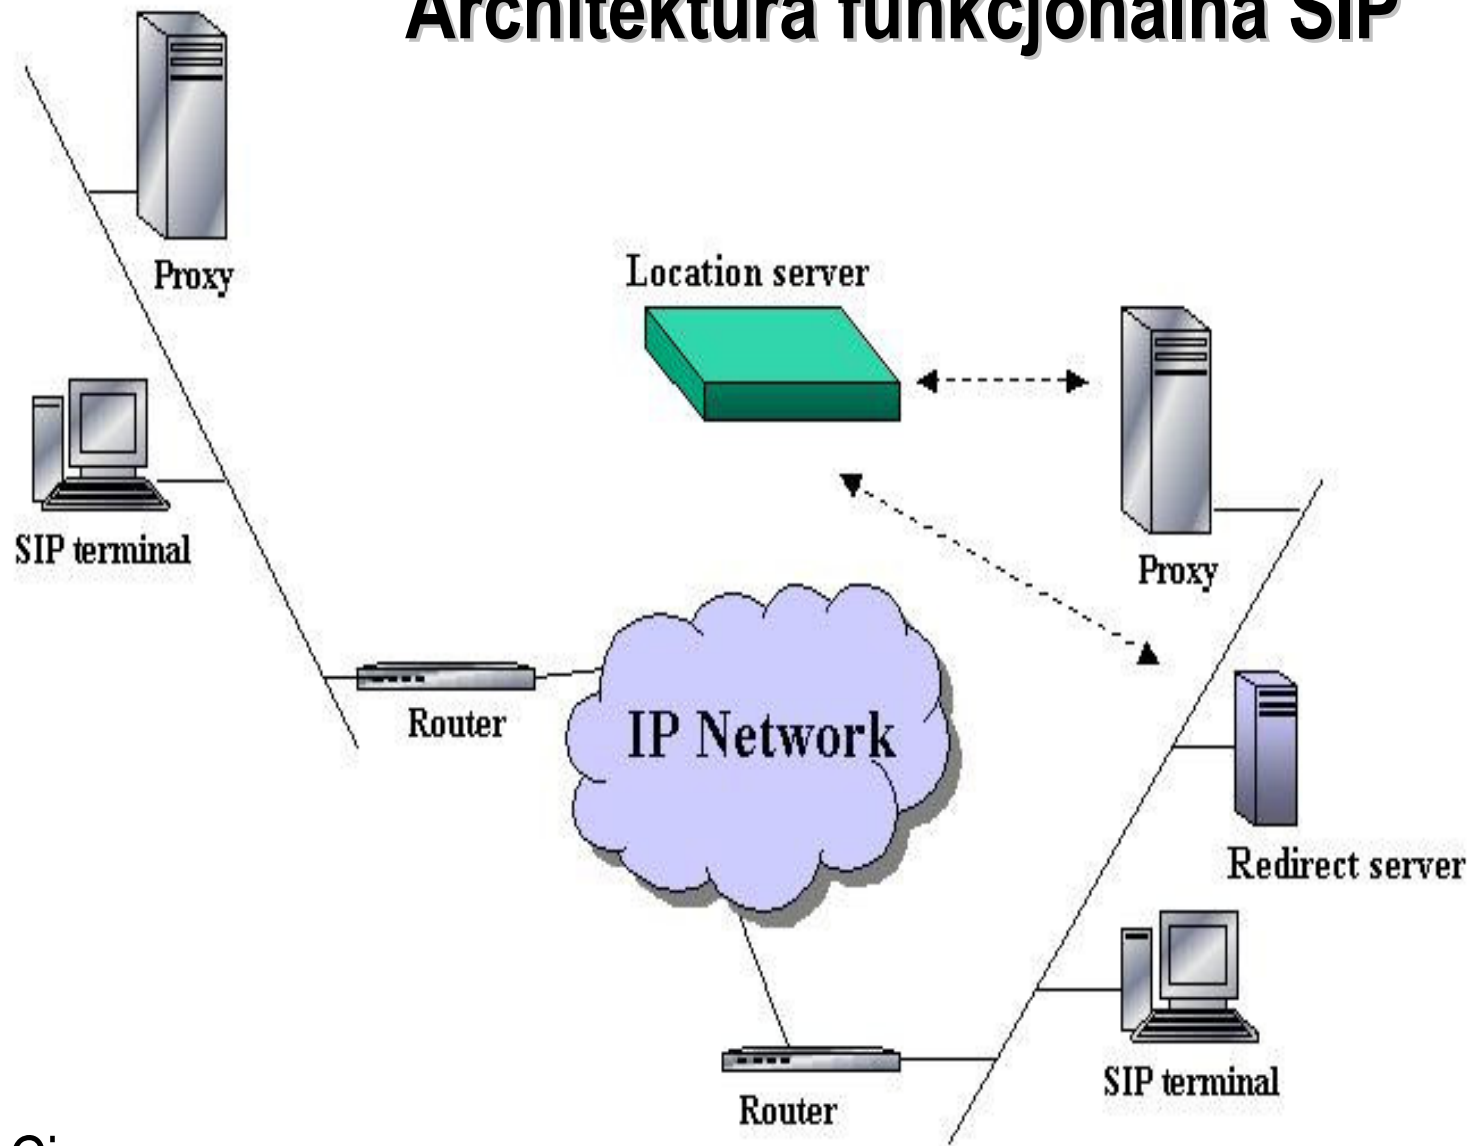 Architektura funkcjonalna SIP
Proxy
Location server
SIP terminal
Proxy
Router
IP Network
Redirect server
SIP terminal
Router